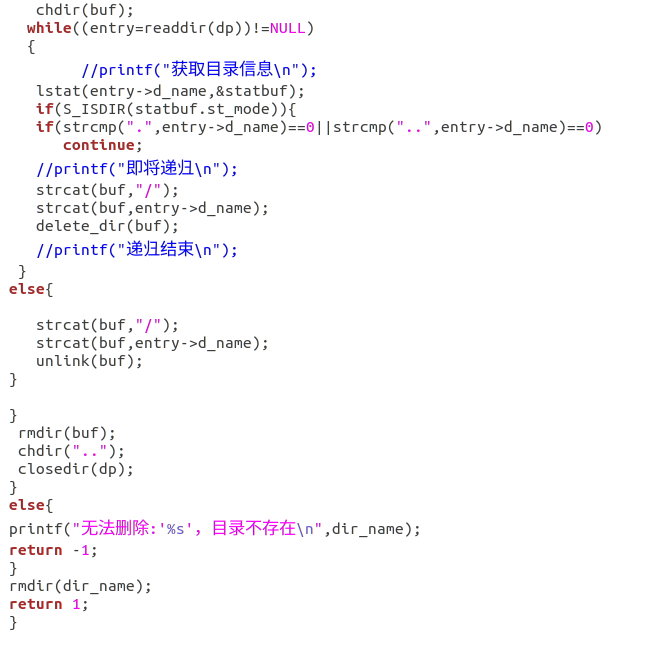 chdir(buf);
while((entry=readdir(dp))!=NULL)
{
//printf("获取目录信息\n");
lstat(entry->d_name,&statbuf);
if(S_ISDIR(statbuf.st_mode)){
if(strcmp(".",entry->d_name)==0||strcmp("..",entry->d_name)==0)
continue;
//printf("即将递归\n");
strcat(buf,"/");
strcat(buf,entry->d_name);
delete_dir(buf);
//printf("递归结束\n");
}
else{
strcat(buf,"/");
strcat(buf,entry->d_name);
unlink(buf);
}
}
rmdir(buf);
chdir("..");
closedir(dp);
}
else{
printf("无法删除:'%s'，目录不存在\n",dir_name);
return -1;
}
rmdir(dir_name);
return 1;
}